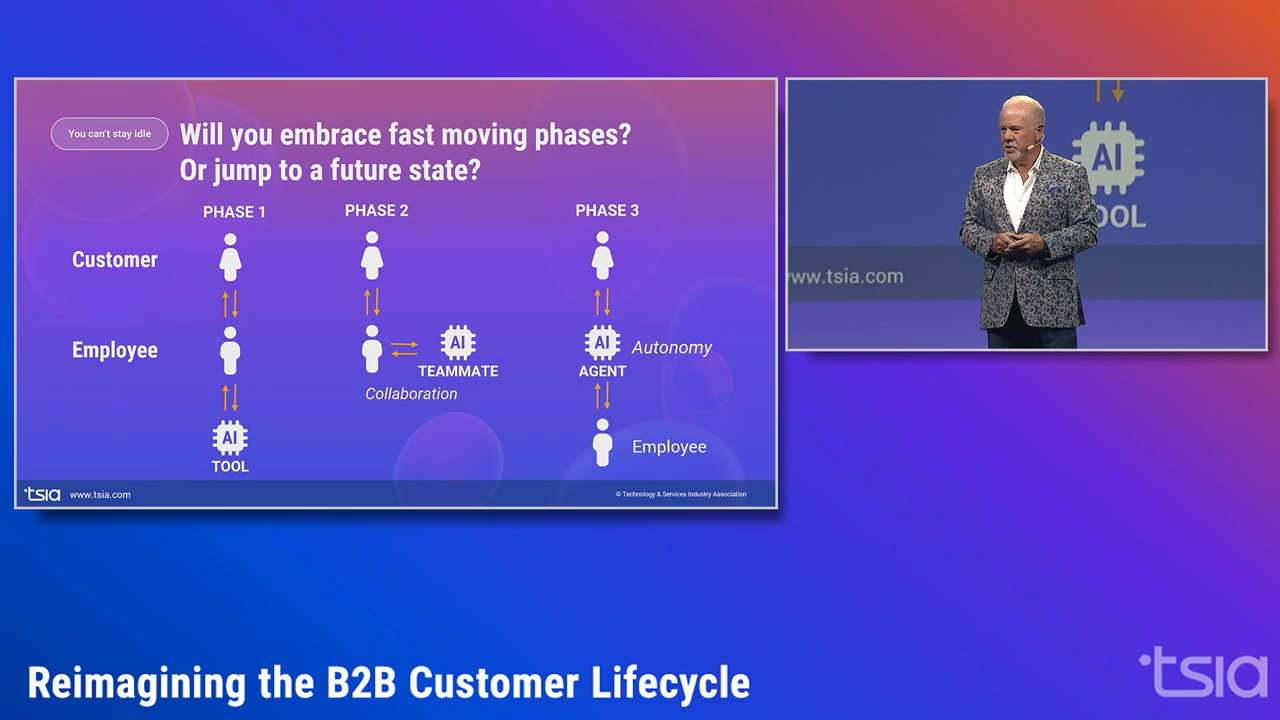 You can't stay idle
Will you embrace fast moving phases?
Or jump to a future state?
PHASE 1
PHASE 2
PHASE 3
Customer
Employee
AI
TEAMMATE
Collaboration
AI
AGENT
Autonomy
AI
TOOL
Employee
tsia
www.tsia.com
© Technology & Services Industry Association
AI
OOL
www.tsia.com
Reimagining the B2B Customer Lifecycle
tsia